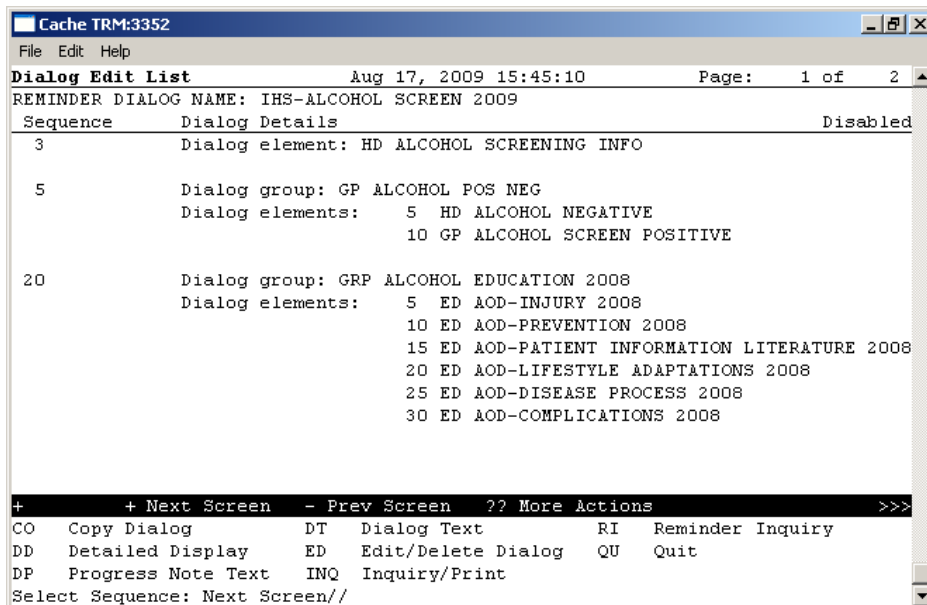 Cache TRM:3352
File Edit Help
Dialog Edit List Aug 17, 2009 15:45:10 Page: 1 of 2
REMINDER DIALOG NAME: IHS-ALCOHOL SCREEN 2009
Sequence Dialog Details Disabled
3 Dialog element: HD ALCOHOL SCREENING INFO
5 Dialog group: GP ALCOHOL POS NEG
Dialog elements: 5 HD ALCOHOL NEGATIVE
10 GP ALCOHOL SCREEN POSITIVE
20 Dialog group: GRP ALCOHOL EDUCATION 2008
Dialog elements: 5 ED AOD-INJURY 2008
10 ED AOD-PREVENTION 2008
15 ED AOD-PATIENT INFORMATION LITERATURE 2008
20 ED AOD-LIFESTYLE ADAPTATIONS 2008
25 ED AOD-DISEASE PROCESS 2008
30 ED AOD-COMPLICATIONS 2008
+ + Next Screen - Prev Screen ?? More Actions >>>
CO Copy Dialog DT Dialog Text RI Reminder Inquiry
DD Detailed Display ED Edit/Delete Dialog QU Quit
DP Progress Note Text INQ Inquiry/Print
Select Sequence: Next Screen//